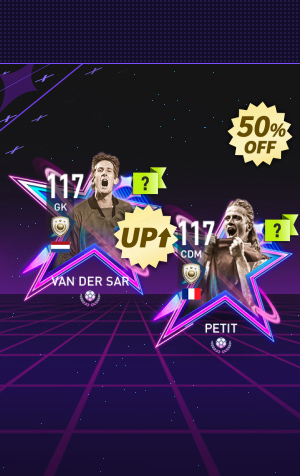 50%
OFF
117
GK
?
VAN DER SAR
UP
117
CDM
?
PETIT